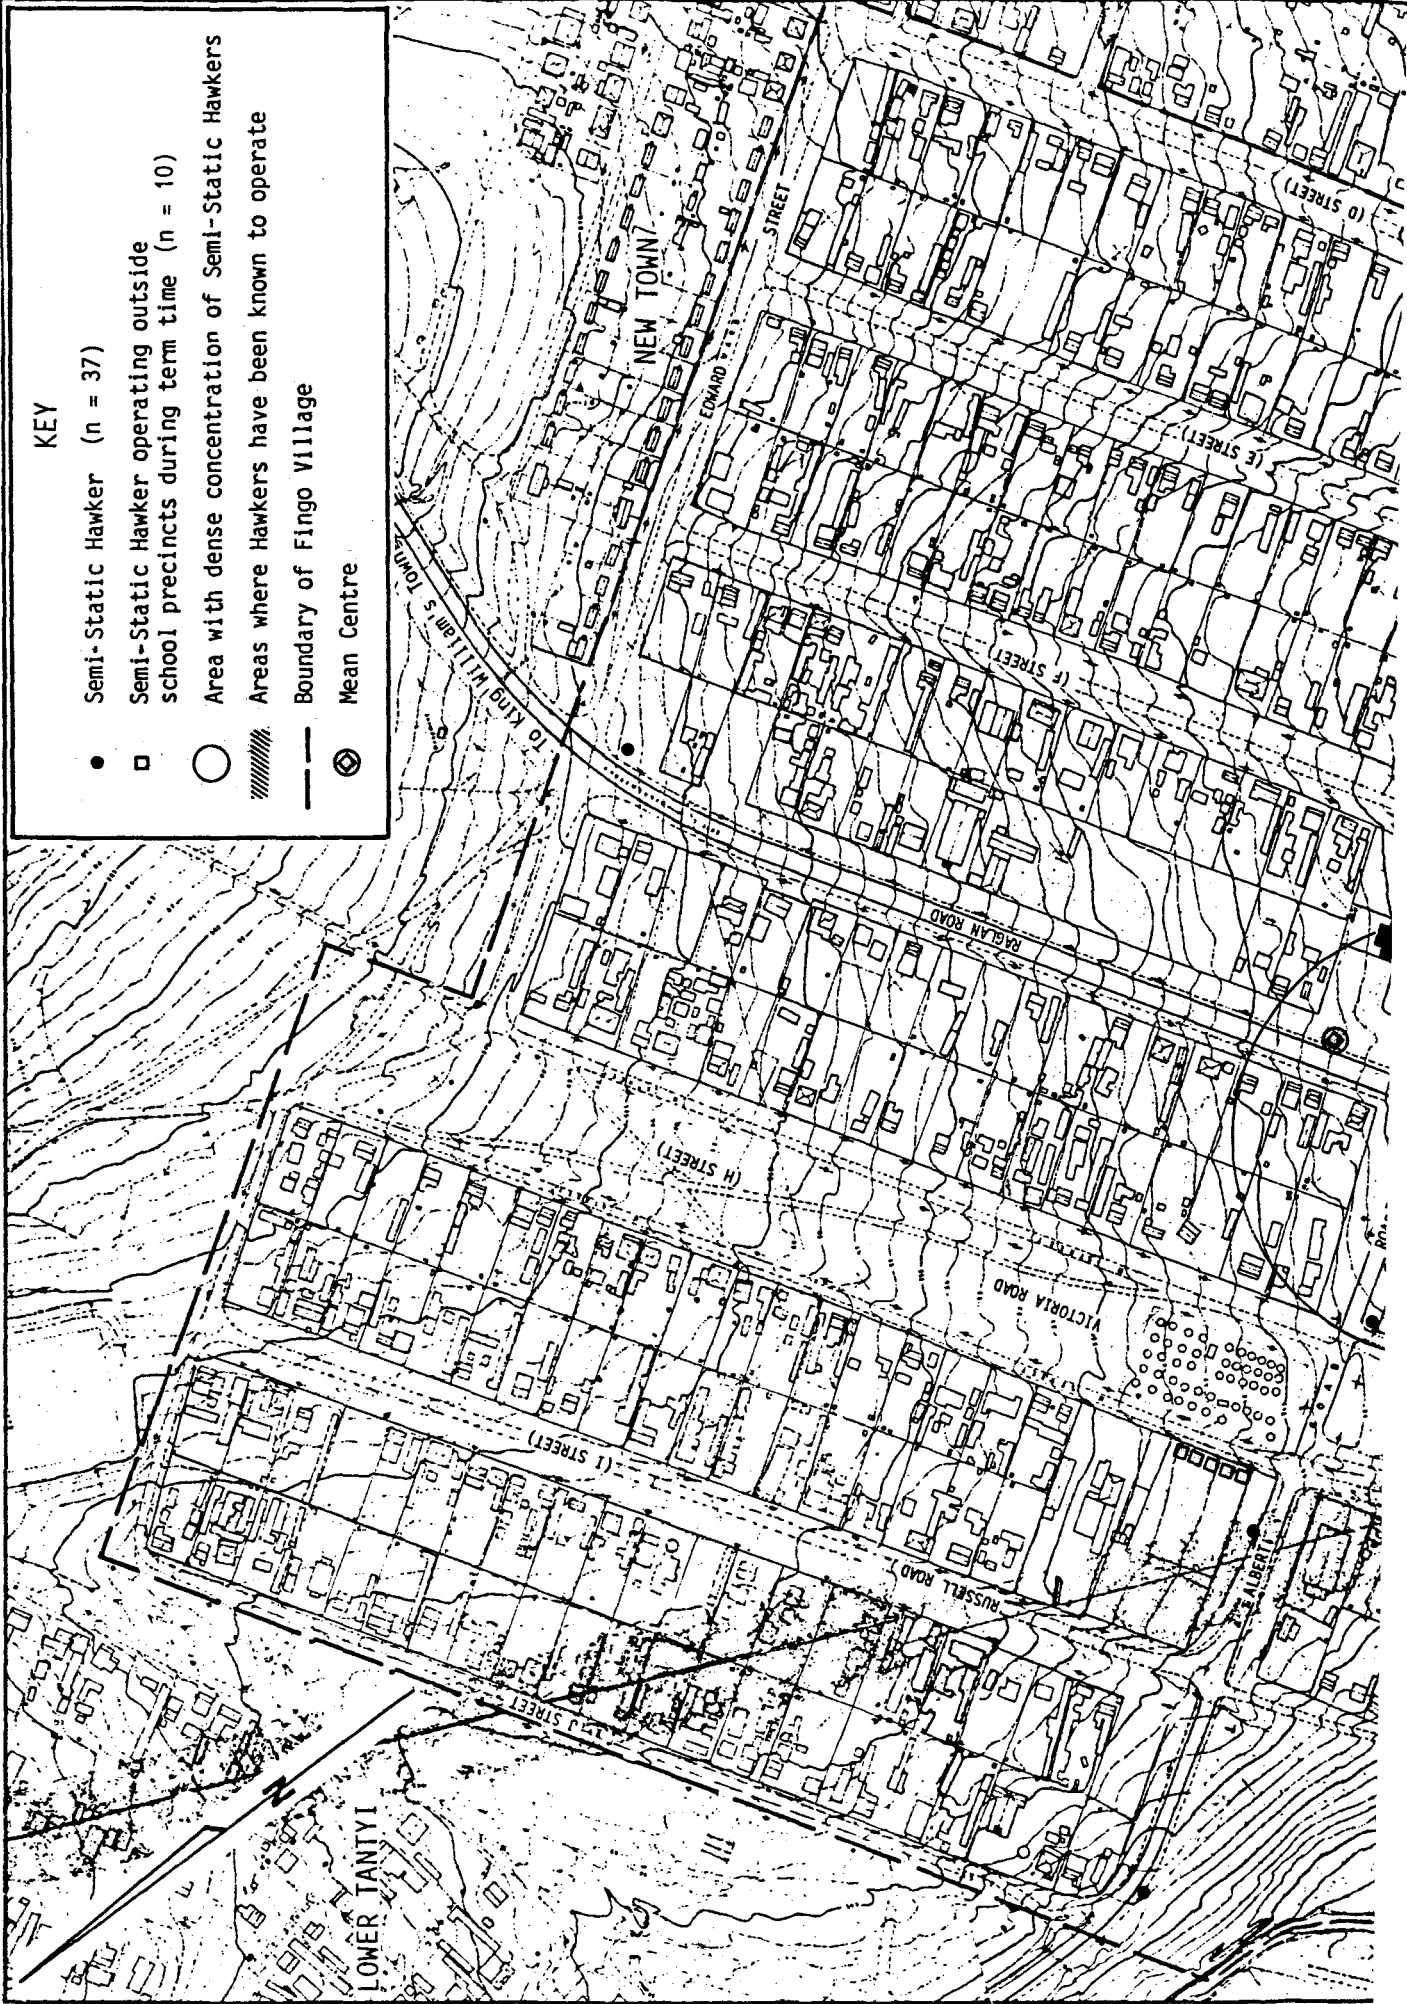 KEY
Semi-Static Hawker (n = 37)
Semi-Static Hawker operating outside
school precincts during term time (n = 10)
Area with dense concentration of Semi-Static Hawkers
Areas where Hawkers have been known to operate
Boundary of Fingo Village
Mean Centre
To King William's Town
NEW TOWN
EDWARD
STREET
(D STREET)
(E STREET)
(F STREET)
RAGLAN ROAD
(H STREET)
VICTORIA ROAD
(I STREET)
RUSSELL ROAD
J STREET
ALBERT
ROAD
N
LOWER TANTYI